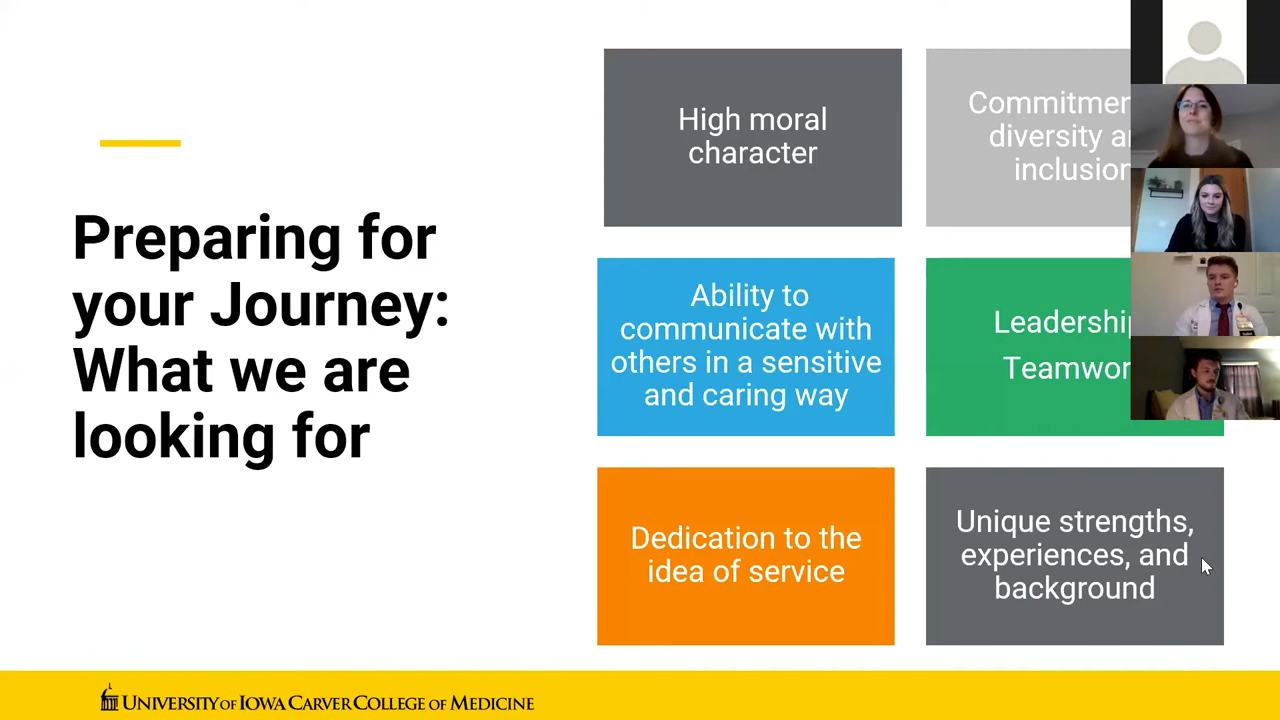 Preparing for
your Journey:
What we are
looking for
High moral
character
diversity
Ability to
communicate with
others in a sensitive
and caring way
Dedication to the
idea of service
Unique strengths,
experiences, and
background
UNIVERSITY OF IOWA CARVER COLLEGE OF MEDICINE